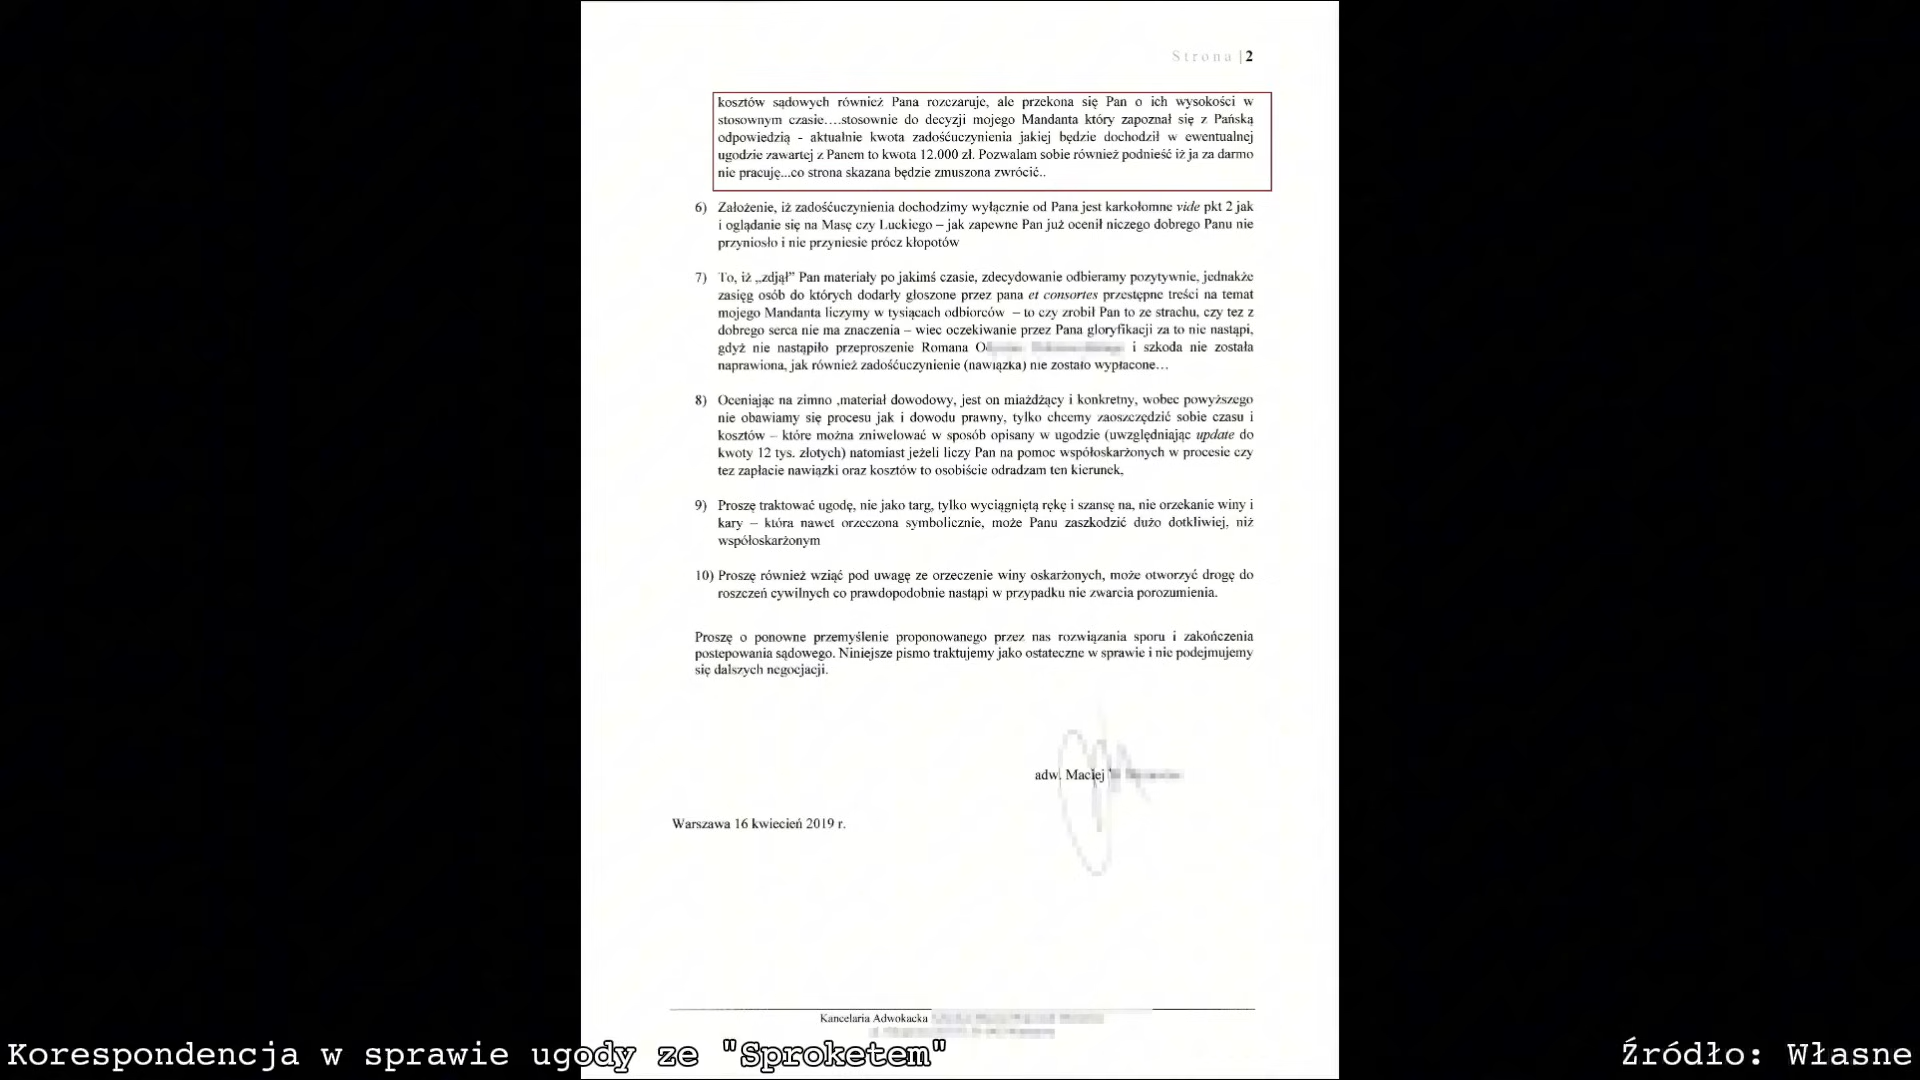 Strona | 2
kosztów sądowych również Pana rozczaruje, ale przekona się Pan o ich wysokości w
stosownym czasie….stosownie do decyzji mojego Mandanta który zapoznał się z Pańską
odpowiedzią - aktualnie kwota zadośćuczynienia jakiej będzie dochodził w ewentualnej
ugodzie zawartej z Panem to kwota 12.000 zł. Pozwalam sobie również podnieść iż ja za darmo
nie pracuję...co strona skazana będzie zmuszona zwrócić..
6) Założenie, iż zadośćuczynienia dochodzimy wyłącznie od Pana jest karkołomne vide pkt 2 jak
i oglądanie się na Masę czy Luckiego – jak zapewne Pan już ocenił niczego dobrego Panu nie
przyniosło i nie przyniesie prócz kłopotów
7) To, iż „zdjął” Pan materiały po jakimś czasie, zdecydowanie odbieramy pozytywnie, jednakże
zasięg osób do których dodarły głoszone przez pana et consortes przestępne treści na temat
mojego Mandanta liczymy w tysiącach odbiorców – to czy zrobił Pan to ze strachu, czy tez z
dobrego serca nie ma znaczenia – wiec oczekiwanie przez Pana gloryfikacji za to nie nastąpi,
gdyż nie nastąpiło przeproszenie Romana O i szkoda nie została
naprawiona, jak również zadośćuczynienie (nawiązka) nie zostało wypłacone…
8) Oceniając na zimno ,materiał dowodowy, jest on miażdżący i konkretny, wobec powyższego
nie obawiamy się procesu jak i dowodu prawny, tylko chcemy zaoszczędzić sobie czasu i
kosztów – które można zniwelować w sposób opisany w ugodzie (uwzględniając update do
kwoty 12 tys. złotych) natomiast jeżeli liczy Pan na pomoc współoskarżonych w procesie czy
tez zapłacie nawiązki oraz kosztów to osobiście odradzam ten kierunek,
9) Proszę traktować ugodę, nie jako targ, tylko wyciągniętą rękę i szansę na, nie orzekanie winy i
kary – która nawet orzeczona symbolicznie, może Panu zaszkodzić dużo dotkliwiej, niż
współoskarżonym
10) Proszę również wziąć pod uwagę ze orzeczenie winy oskarżonych, może otworzyć drogę do
roszczeń cywilnych co prawdopodobnie nastąpi w przypadku nie zwarcia porozumienia.
Proszę o ponowne przemyślenie proponowanego przez nas rozwiązania sporu i zakończenia
postepowania sądowego. Niniejsze pismo traktujemy jako ostateczne w sprawie i nie podejmujemy
się dalszych negocjacji.
adw. Maciej
Warszawa 16 kwiecień 2019 r.
Kancelaria Adwokacka
Korespondencja w sprawie ugody ze "Sproketem"
Źródło: Własne